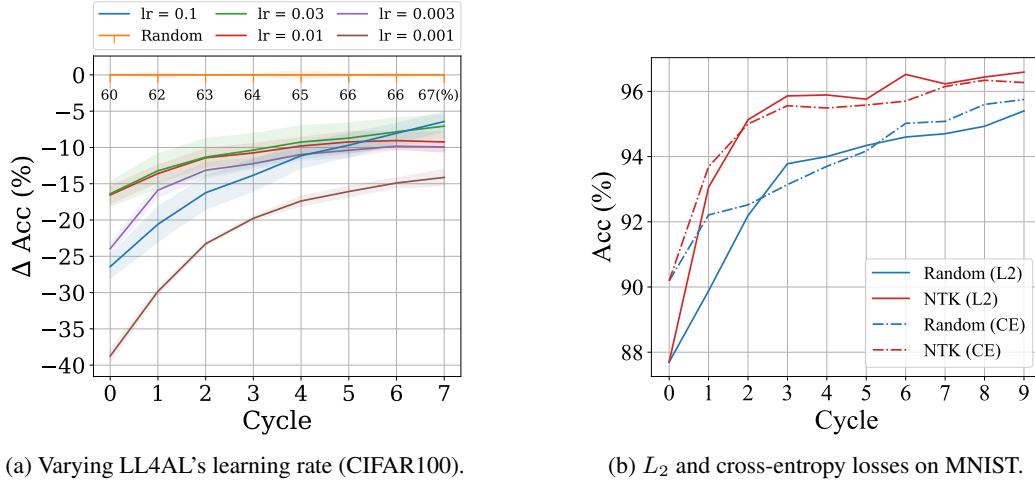 lr = 0.1 lr = 0.03 lr = 0.003
Random lr = 0.01 lr = 0.001
0
−5
−10
−15
−20
−25
−30
−35
−40
Δ Acc (%)
60 62 63 64 65 66 66 67(%)
0 1 2 3 4 5 6 7
Cycle
(a) Varying LL4AL's learning rate (CIFAR100).
96
94
92
90
88
Acc (%)
Random (L2)
NTK (L2)
Random (CE)
NTK (CE)
0 1 2 3 4 5 6 7 8 9
Cycle
(b) L2 and cross-entropy losses on MNIST.